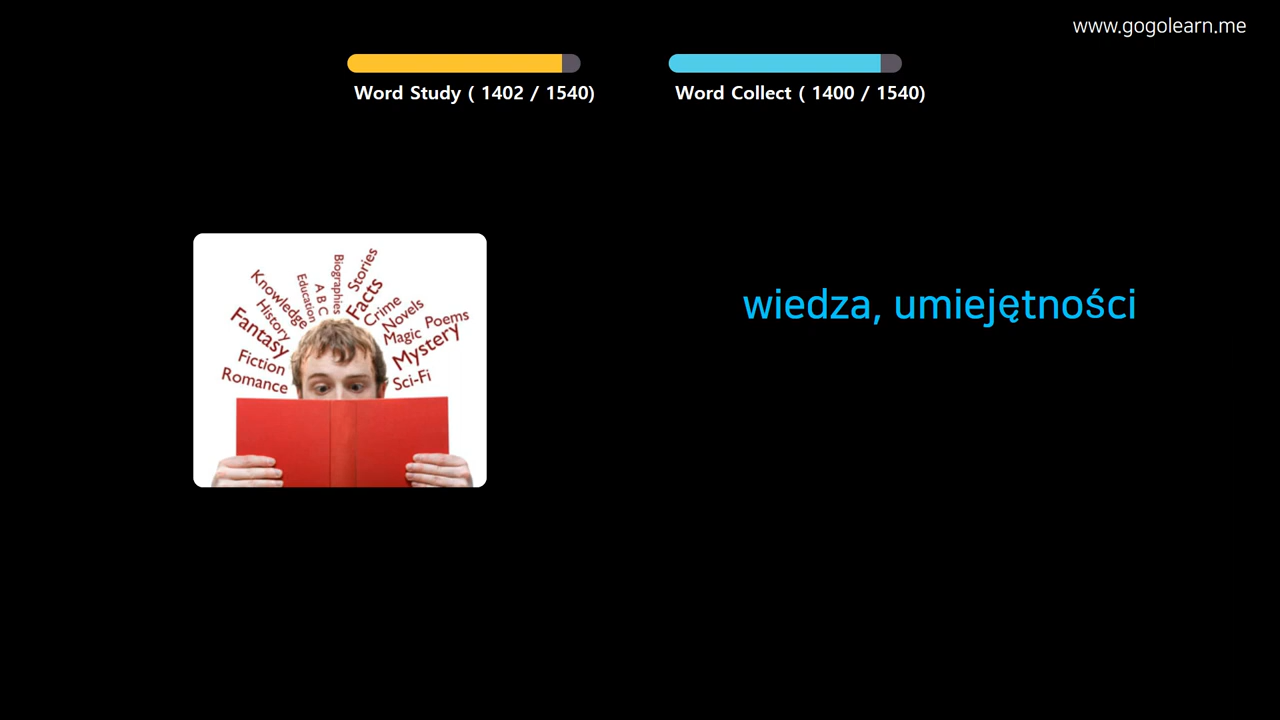 www.gogolearn.me
Word Study ( 1402 / 1540)
Word Collect ( 1400 / 1540)
wiedza, umiejętności
Knowledge
History
Fantasy
Fiction
Romance
Education
A B C
Biographies
Stories
Facts
Crime
Novels
Magic
Poems
Mystery
Sci-Fi